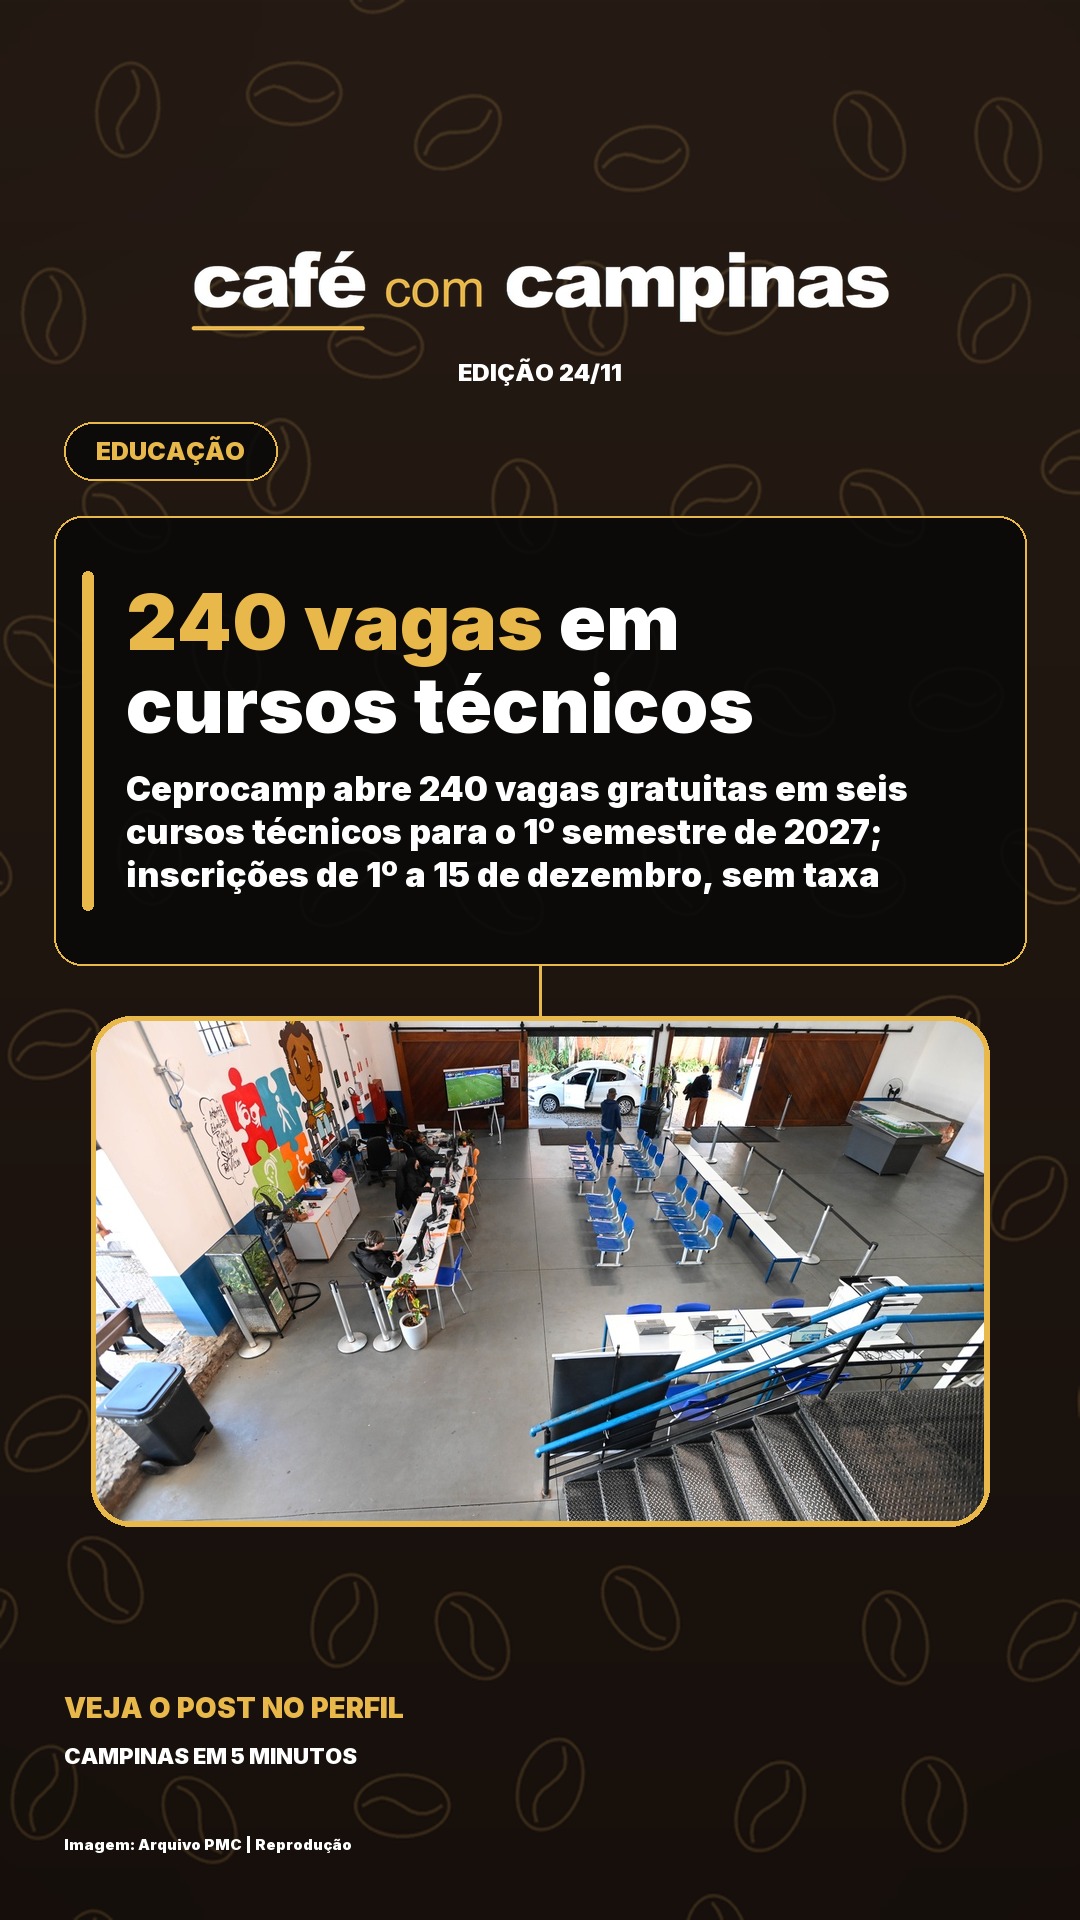 café com campinas
EDIÇÃO 24/11
EDUCAÇÃO
240 vagas em
cursos técnicos
Ceprocamp abre 240 vagas gratuitas em seis
cursos técnicos para o 1º semestre de 2027;
inscrições de 1º a 15 de dezembro, sem taxa
VEJA O POST NO PERFIL
CAMPINAS EM 5 MINUTOS
Imagem: Arquivo PMC | Reprodução